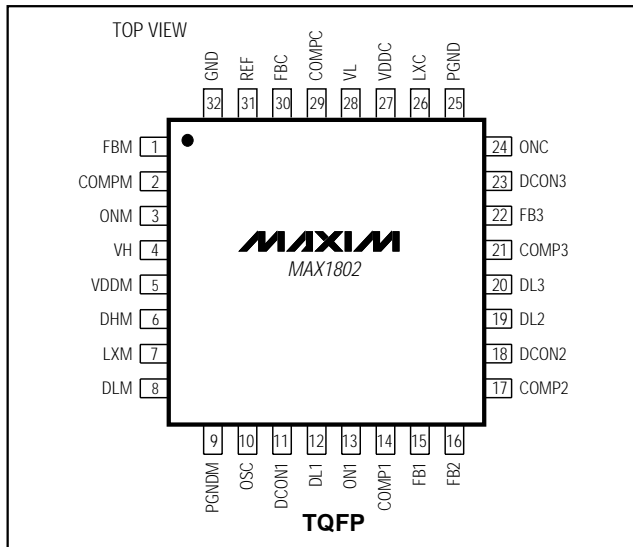 TOP VIEW
GND
REF
FBC
COMPC
VL
VDDC
LXC
PGND
32
31
30
29
28
27
26
25
FBM 1
COMPM 2
ONM 3
VH 4
VDDM 5
DHM 6
LXM 7
DLM 8
MAXIM
MAX1802
24 ONC
23 DCON3
22 FB3
21 COMP3
20 DL3
19 DL2
18 DCON2
17 COMP2
9
10
11
12
13
14
15
16
PGNDM
OSC
DCON1
DL1
ON1
COMP1
FB1
FB2
TQFP